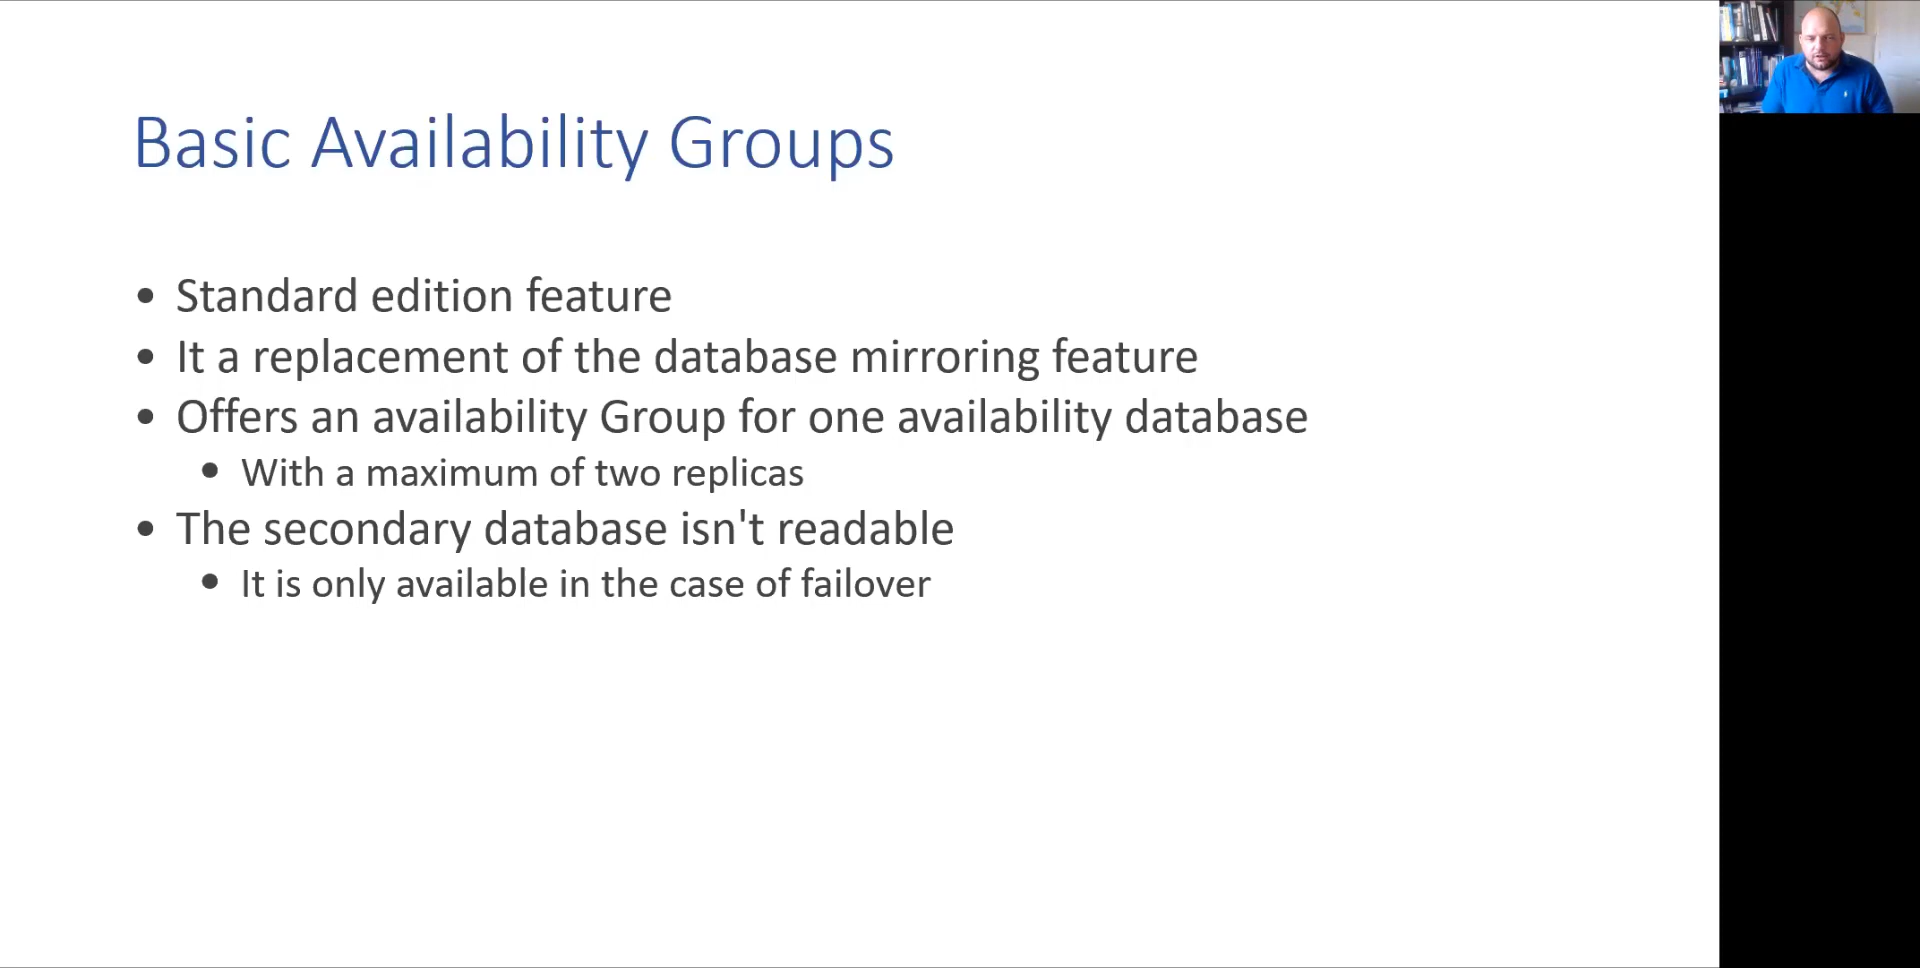 Basic Availability Groups
• Standard edition feature
• It a replacement of the database mirroring feature
• Offers an availability Group for one availability database
• With a maximum of two replicas
• The secondary database isn't readable
• It is only available in the case of failover